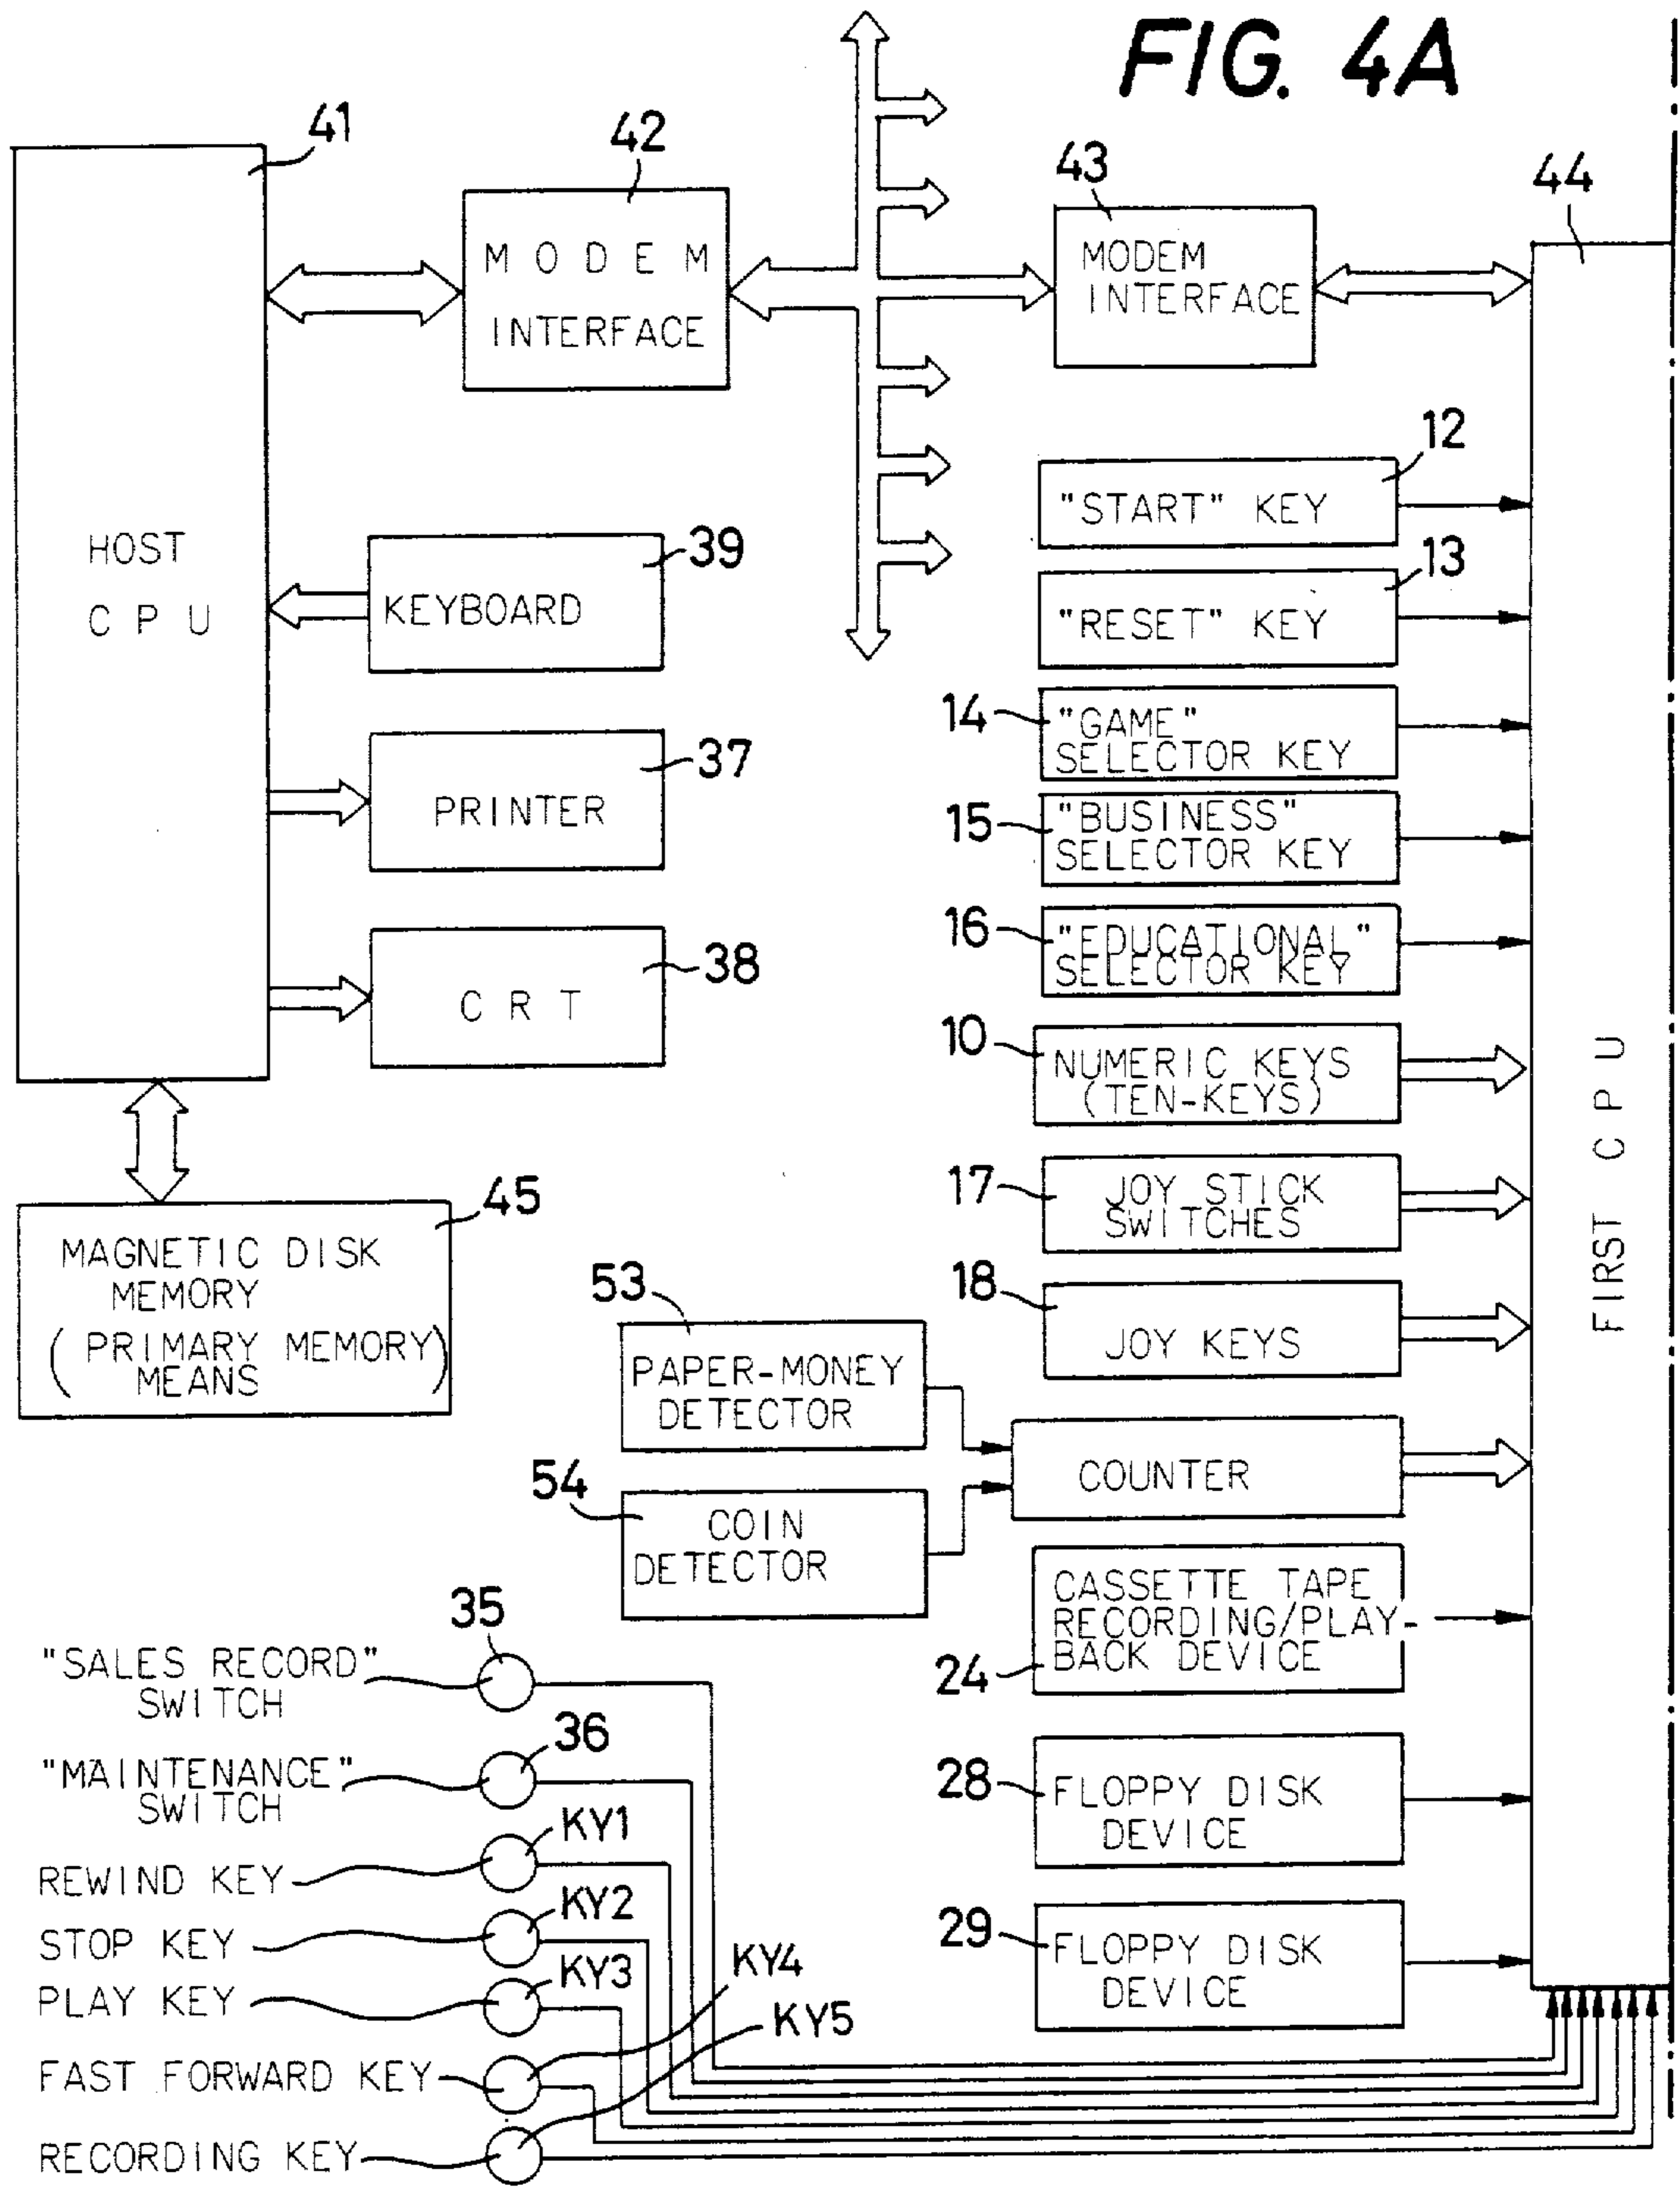 FIG. 4A
41
42
43
44
M O D E M
INTERFACE
MODEM
INTERFACE
HOST
C P U
12
"START" KEY
39
KEYBOARD
13
"RESET" KEY
14
"GAME"
SELECTOR KEY
37
PRINTER
15
"BUSINESS"
SELECTOR KEY
16
"EDUCATIONAL"
SELECTOR KEY
38
C R T
10
NUMERIC KEYS
(TEN-KEYS)
FIRST C P U
17
JOY STICK
SWITCHES
45
MAGNETIC DISK
MEMORY
(PRIMARY MEMORY
MEANS)
18
JOY KEYS
53
PAPER-MONEY
DETECTOR
COUNTER
54
COIN
DETECTOR
CASSETTE TAPE
RECORDING/PLAY-
BACK DEVICE
24
35
"SALES RECORD"
SWITCH
36
"MAINTENANCE"
SWITCH
28
FLOPPY DISK
DEVICE
KY1
REWIND KEY
KY2
STOP KEY
29
FLOPPY DISK
DEVICE
KY3
PLAY KEY
KY4
FAST FORWARD KEY
KY5
RECORDING KEY